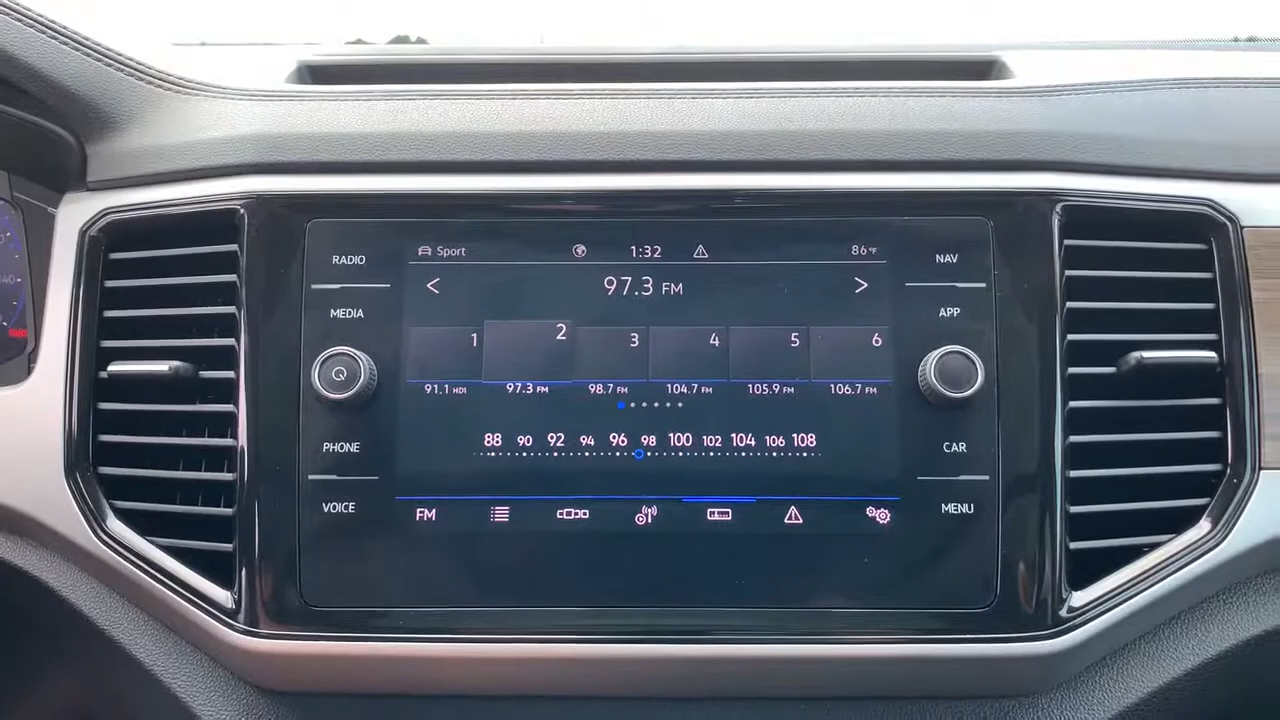 RADIO
MEDIA
PHONE
VOICE
Sport 1:32 86°F
< 97.3 FM >
1 2 3 4 5 6
91.1 HD1 97.3 FM 98.7 FM 104.7 FM 105.9 FM 106.7 FM
88 90 92 94 96 98 100 102 104 106 108
FM
NAV
APP
CAR
MENU